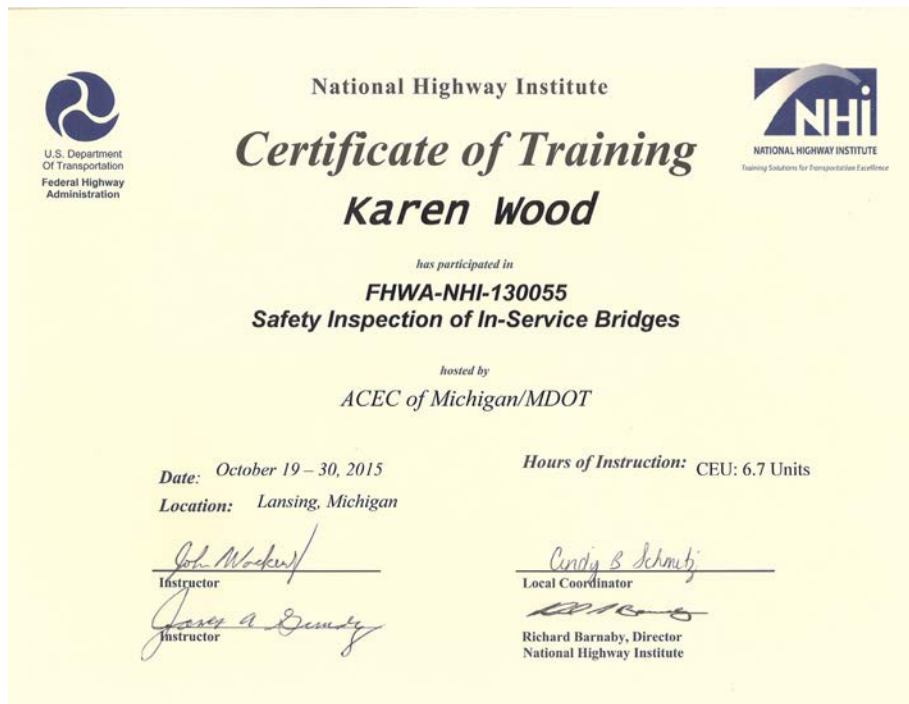 National Highway Institute
Certificate of Training
Karen Wood
has participated in
FHWA-NHI-130055
Safety Inspection of In-Service Bridges
hosted by
ACEC of Michigan/MDOT
U.S. Department
Of Transportation
Federal Highway
Administration
NHI
NATIONAL HIGHWAY INSTITUTE
Training Solutions for Transportation Excellence
Date: October 19 – 30, 2015
Location: Lansing, Michigan
Hours of Instruction: CEU: 6.7 Units
John
Instructor
James A
Instructor
Cindy B Schmitz
Local Coordinator
Richard Barnaby, Director
National Highway Institute